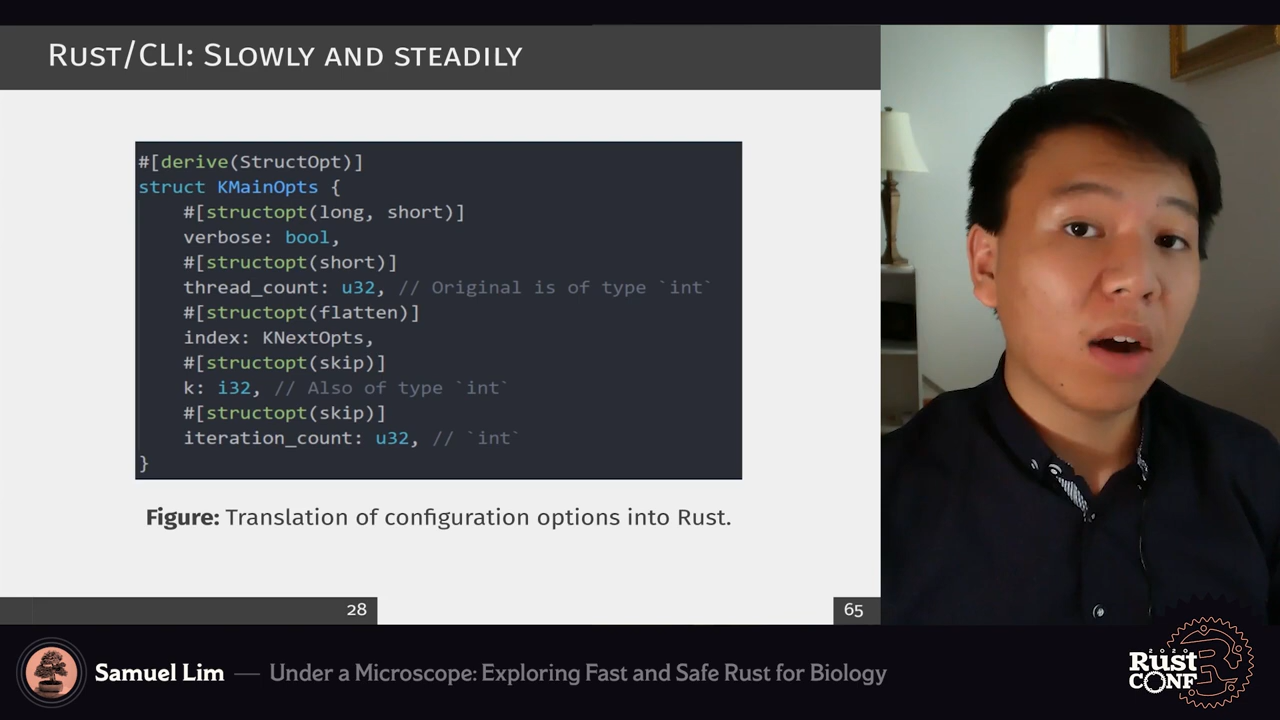 Rust/CLI: Slowly and steadily
#[derive(StructOpt)]
struct KMainOpts {
    #[structopt(long, short)]
    verbose: bool,
    #[structopt(short)]
    thread_count: u32, // Original is of type `int`
    #[structopt(flatten)]
    index: KNextOpts,
    #[structopt(skip)]
    k: i32, // Also of type `int`
    #[structopt(skip)]
    iteration_count: u32, // `int`
}
Figure: Translation of configuration options into Rust.
28
65
Samuel Lim — Under a Microscope: Exploring Fast and Safe Rust for Biology
2020
Rust
CONF